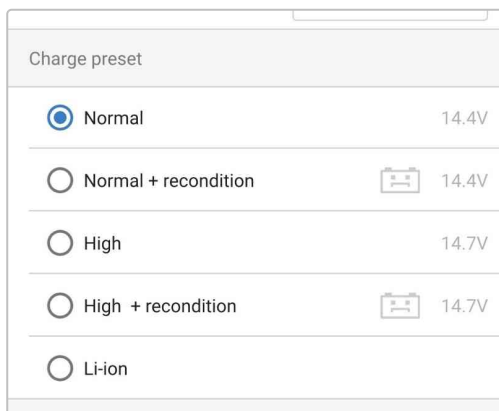 Charge preset
Normal 14.4V
Normal + recondition 14.4V
High 14.7V
High + recondition 14.7V
Li-ion